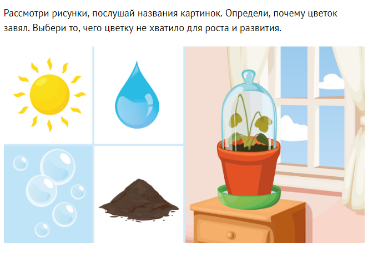 Рассмотри рисунки, послушай названия картинок. Определи, почему цветок
завял. Выбери то, чего цветку не хватило для роста и развития.